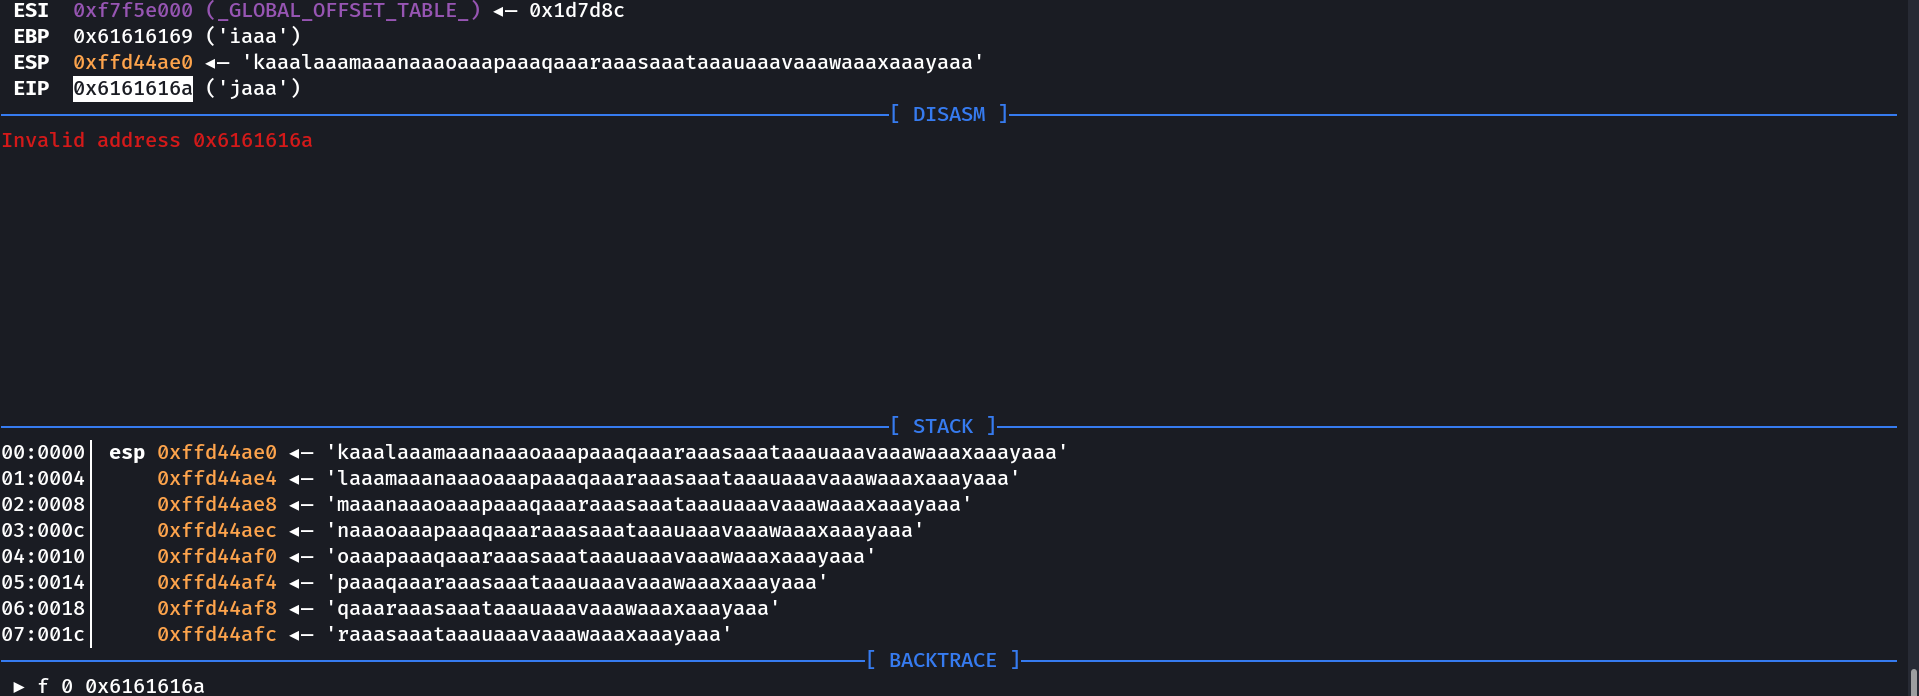 ESI 0xf7f5e000 (_GLOBAL_OFFSET_TABLE_) ◂— 0x1d7d8c
EBP 0x61616169 ('iaaa')
ESP 0xffd44ae0 ◂— 'kaaalaaamaaanaaaoaaapaaaqaaaraaasaaataaauaaavaaawaaaxaaayaaa'
EIP 0x6161616a ('jaaa')
[ DISASM ]
Invalid address 0x6161616a
[ STACK ]
00:0000│ esp 0xffd44ae0 ◂— 'kaaalaaamaaanaaaoaaapaaaqaaaraaasaaataaauaaavaaawaaaxaaayaaa'
01:0004│ 0xffd44ae4 ◂— 'laaamaaanaaaoaaapaaaqaaaraaasaaataaauaaavaaawaaaxaaayaaa'
02:0008│ 0xffd44ae8 ◂— 'maaanaaaoaaapaaaqaaaraaasaaataaauaaavaaawaaaxaaayaaa'
03:000c│ 0xffd44aec ◂— 'naaaoaaapaaaqaaaraaasaaataaauaaavaaawaaaxaaayaaa'
04:0010│ 0xffd44af0 ◂— 'oaaapaaaqaaaraaasaaataaauaaavaaawaaaxaaayaaa'
05:0014│ 0xffd44af4 ◂— 'paaaqaaaraaasaaataaauaaavaaawaaaxaaayaaa'
06:0018│ 0xffd44af8 ◂— 'qaaaraaasaaataaauaaavaaawaaaxaaayaaa'
07:001c│ 0xffd44afc ◂— 'raaasaaataaauaaavaaawaaaxaaayaaa'
[ BACKTRACE ]
► f 0 0x6161616a